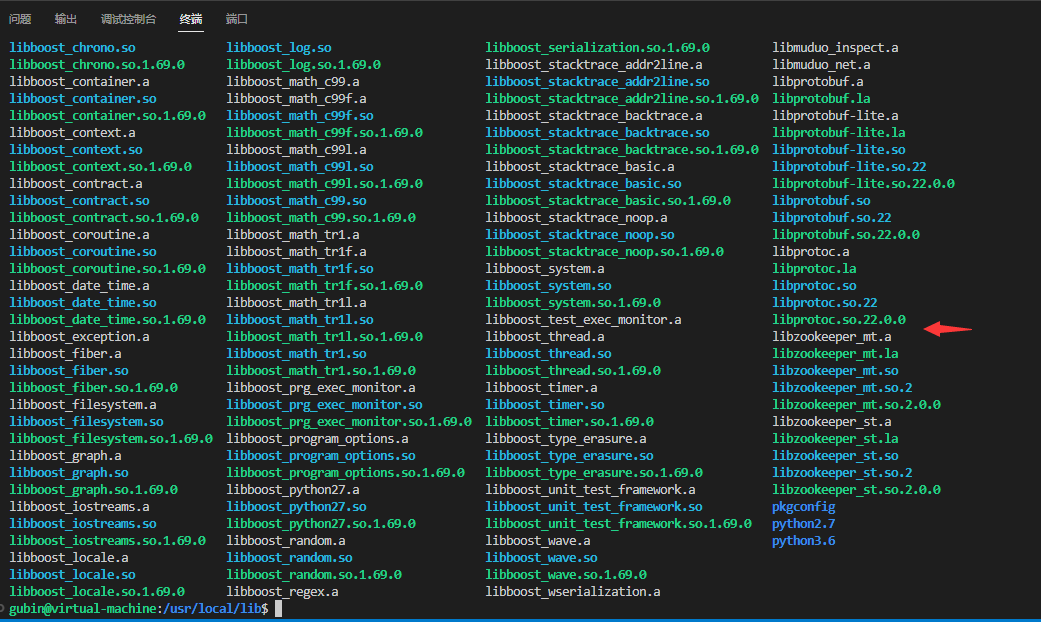 问题 输出 调试控制台 终端 端口
libboost_chrono.so libboost_log.so libboost_serialization.so.1.69.0 libmuduo_inspect.a
libboost_chrono.so.1.69.0 libboost_log.so.1.69.0 libboost_stacktrace_addr2line.a libmuduo_net.a
libboost_container.a libboost_math_c99.a libboost_stacktrace_addr2line.so libprotobuf.a
libboost_container.so libboost_math_c99f.a libboost_stacktrace_addr2line.so.1.69.0 libprotobuf.la
libboost_container.so.1.69.0 libboost_math_c99f.so libboost_stacktrace_backtrace.a libprotobuf-lite.a
libboost_context.a libboost_math_c99f.so.1.69.0 libboost_stacktrace_backtrace.so libprotobuf-lite.la
libboost_context.so libboost_math_c99l.a libboost_stacktrace_backtrace.so.1.69.0 libprotobuf-lite.so
libboost_context.so.1.69.0 libboost_math_c99l.so libboost_stacktrace_basic.a libprotobuf-lite.so.22
libboost_contract.a libboost_math_c99l.so.1.69.0 libboost_stacktrace_basic.so libprotobuf-lite.so.22.0.0
libboost_contract.so libboost_math_c99.so libboost_stacktrace_basic.so.1.69.0 libprotobuf.so
libboost_contract.so.1.69.0 libboost_math_c99.so.1.69.0 libboost_stacktrace_noop.a libprotobuf.so.22
libboost_coroutine.a libboost_math_tr1.a libboost_stacktrace_noop.so libprotobuf.so.22.0.0
libboost_coroutine.so libboost_math_tr1f.a libboost_stacktrace_noop.so.1.69.0 libprotoc.a
libboost_coroutine.so.1.69.0 libboost_math_tr1f.so libboost_system.a libprotoc.la
libboost_date_time.a libboost_math_tr1f.so.1.69.0 libboost_system.so libprotoc.so
libboost_date_time.so libboost_math_tr1l.a libboost_system.so.1.69.0 libprotoc.so.22
libboost_date_time.so.1.69.0 libboost_math_tr1l.so libboost_test_exec_monitor.a libprotoc.so.22.0.0
libboost_exception.a libboost_math_tr1l.so.1.69.0 libboost_thread.a libzookeeper_mt.a
libboost_fiber.a libboost_math_tr1.so libboost_thread.so libzookeeper_mt.la
libboost_fiber.so libboost_math_tr1.so.1.69.0 libboost_thread.so.1.69.0 libzookeeper_mt.so
libboost_fiber.so.1.69.0 libboost_prg_exec_monitor.a libboost_timer.a libzookeeper_mt.so.2
libboost_filesystem.a libboost_prg_exec_monitor.so libboost_timer.so libzookeeper_mt.so.2.0.0
libboost_filesystem.so libboost_prg_exec_monitor.so.1.69.0 libboost_timer.so.1.69.0 libzookeeper_st.a
libboost_filesystem.so.1.69.0 libboost_program_options.a libboost_type_erasure.a libzookeeper_st.la
libboost_graph.a libboost_program_options.so libboost_type_erasure.so libzookeeper_st.so
libboost_graph.so libboost_program_options.so.1.69.0 libboost_type_erasure.so.1.69.0 libzookeeper_st.so.2
libboost_graph.so.1.69.0 libboost_python27.a libboost_unit_test_framework.a libzookeeper_st.so.2.0.0
libboost_iostreams.a libboost_python27.so libboost_unit_test_framework.so pkgconfig
libboost_iostreams.so libboost_python27.so.1.69.0 libboost_unit_test_framework.so.1.69.0 python2.7
libboost_iostreams.so.1.69.0 libboost_random.a libboost_wave.a python3.6
libboost_locale.a libboost_random.so libboost_wave.so
libboost_locale.so libboost_random.so.1.69.0 libboost_wave.so.1.69.0
libboost_locale.so.1.69.0 libboost_regex.a libboost_wserialization.a
gubin@virtual-machine:/usr/local/lib$